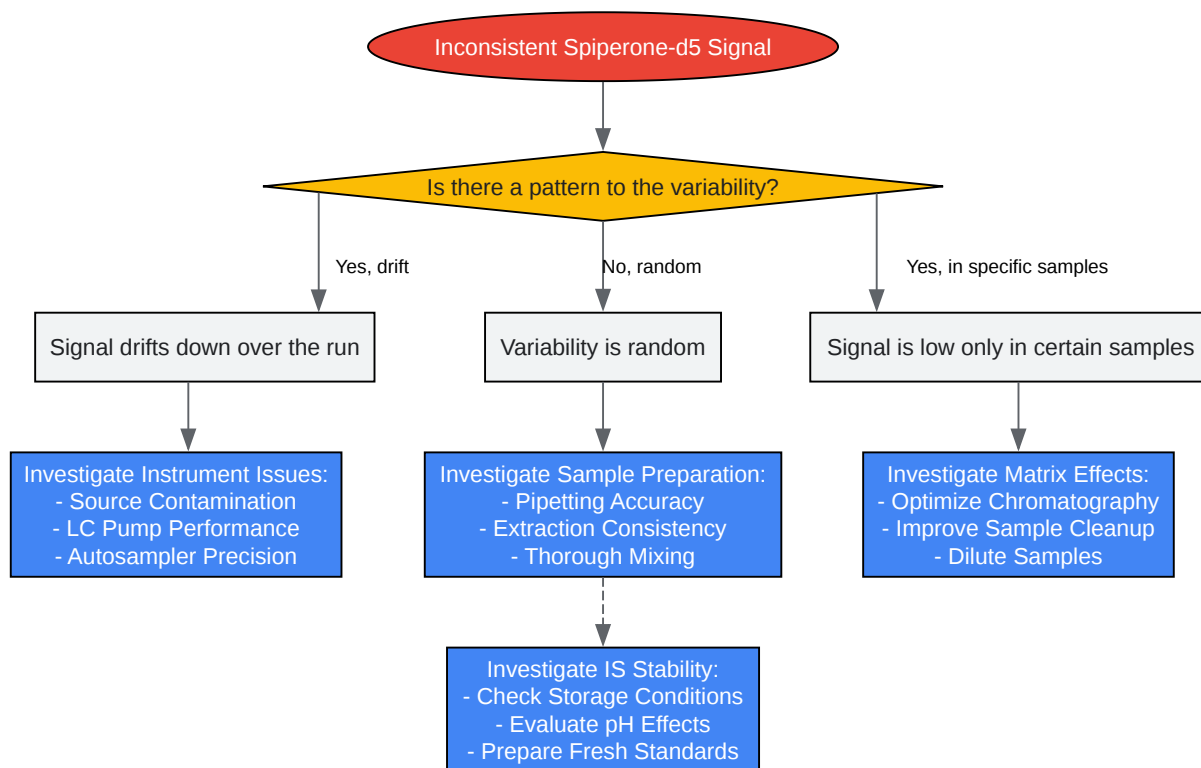 Inconsistent Spiperone-d5 Signal
Is there a pattern to the variability?
Yes, drift
No, random
Yes, in specific samples
Signal drifts down over the run
Variability is random
Signal is low only in certain samples
Investigate Instrument Issues:
- Source Contamination
- LC Pump Performance
- Autosampler Precision
Investigate Sample Preparation:
- Pipetting Accuracy
- Extraction Consistency
- Thorough Mixing
Investigate Matrix Effects:
- Optimize Chromatography
- Improve Sample Cleanup
- Dilute Samples
Investigate IS Stability:
- Check Storage Conditions
- Evaluate pH Effects
- Prepare Fresh Standards